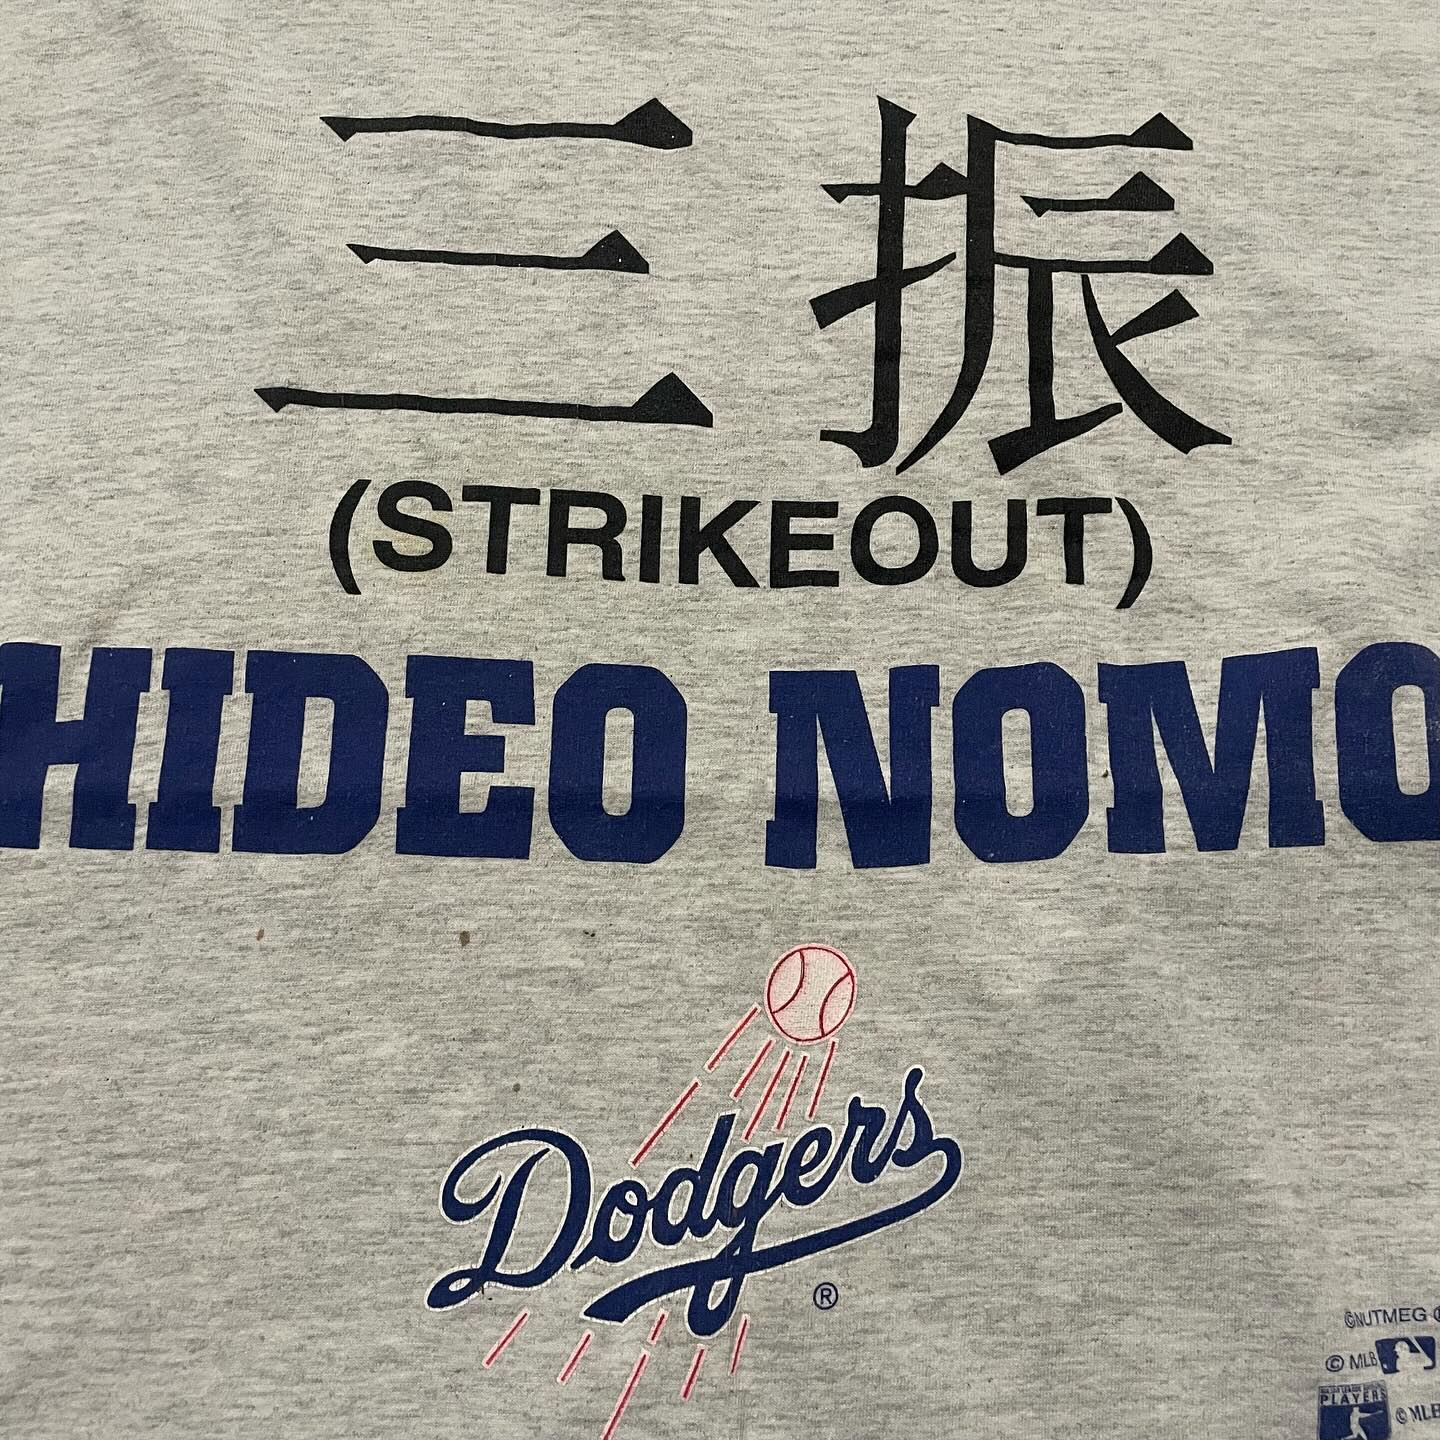 三振
(STRIKEOUT)
HIDEO NOMO
Dodgers
®
©NUTMEG
© MLB
PLAYERS
© MLB